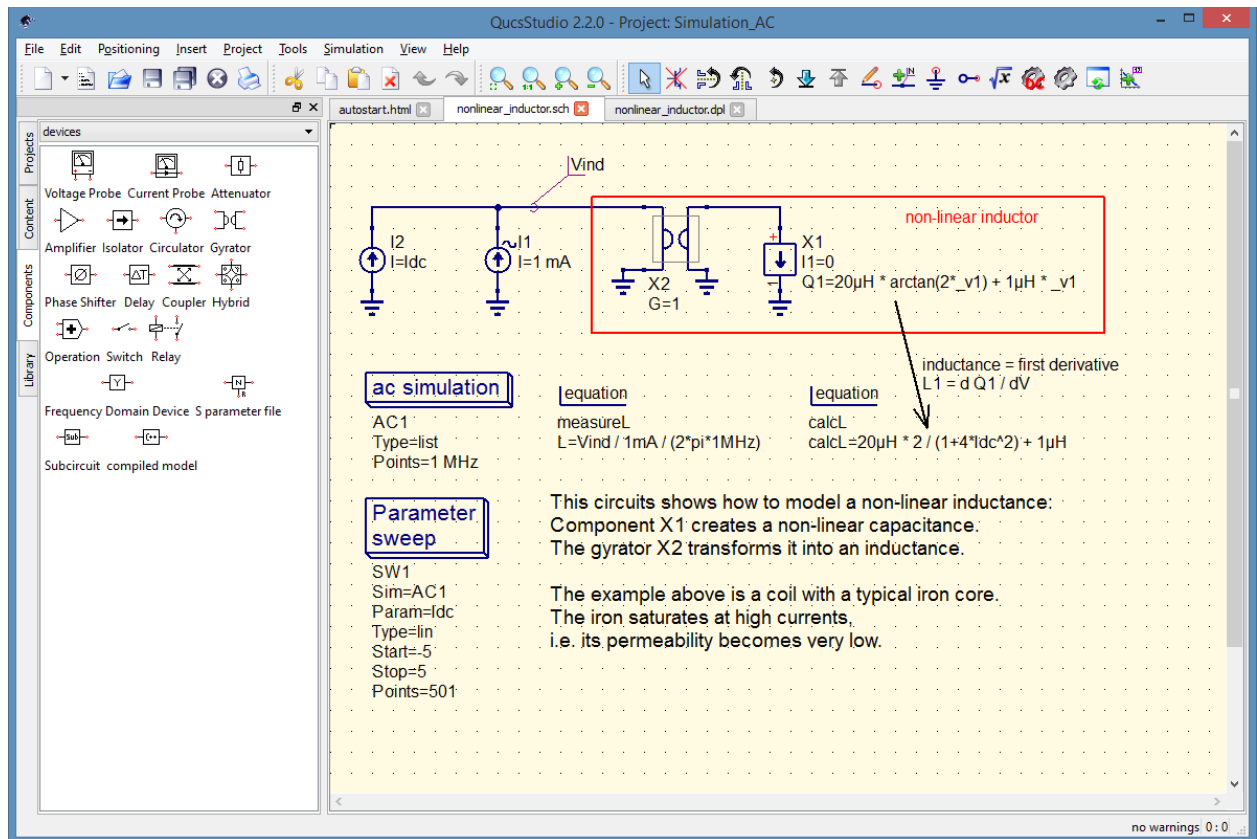 QucsStudio 2.2.0 - Project: Simulation_AC
File Edit Positioning Insert Project Tools Simulation View Help
autostart.html nonlinear_inductor.sch nonlinear_inductor.dpl
Projects
Content
Components
Library
devices
Voltage Probe Current Probe Attenuator
Amplifier Isolator Circulator Gyrator
Phase Shifter Delay Coupler Hybrid
Operation Switch Relay
Frequency Domain Device S parameter file
Subcircuit compiled model
Vind
non-linear inductor
I2
I=Idc
I1
I=1 mA
X2
G=1
X1
I1=0
Q1=20µH * arctan(2*_v1) + 1µH * _v1
inductance = first derivative
L1 = d Q1 / dV
ac simulation
AC1
Type=list
Points=1 MHz
equation
measureL
L=Vind / 1mA / (2*pi*1MHz)
equation
calcL
calcL=20µH * 2 / (1+4*Idc^2) + 1µH
Parameter
sweep
SW1
Sim=AC1
Param=Idc
Type=lin
Start=-5
Stop=5
Points=501
This circuits shows how to model a non-linear inductance:
Component X1 creates a non-linear capacitance.
The gyrator X2 transforms it into an inductance.
The example above is a coil with a typical iron core.
The iron saturates at high currents,
i.e. its permeability becomes very low.
no warnings 0 : 0